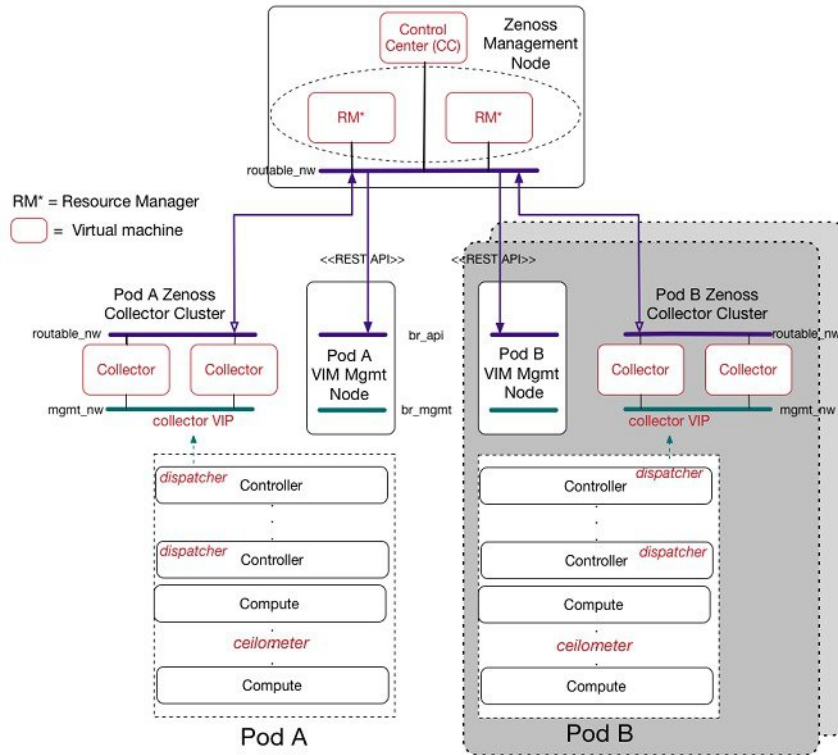 Control
Center (CC)
Zenoss
Management
Node
RM*
RM*
routable_nw
RM* = Resource Manager
= Virtual machine
<<REST API>>
<<REST API>>
Pod A Zenoss
Collector Cluster
routable_nw
Collector
Collector
mgmt_nw
collector VIP
br_api
Pod A
VIM Mgmt
Node
br_mgmt
Pod B
VIM Mgmt
Node
Pod B Zenoss
Collector Cluster
routable_nw
Collector
Collector
mgmt_nw
collector VIP
dispatcher
Controller
dispatcher
Controller
Compute
ceilometer
Compute
Pod A
dispatcher
Controller
dispatcher
Controller
Compute
ceilometer
Compute
Pod B